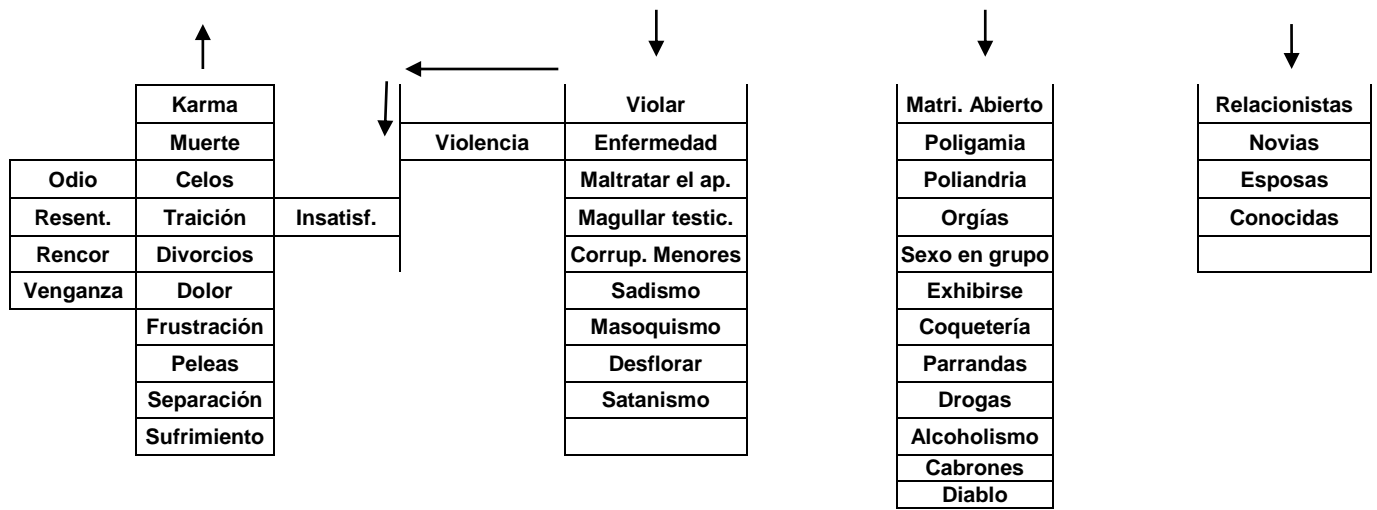 Karma Violar Matri. Abierto Relacionistas
Muerte Violencia Enfermedad Poligamia Novias
Odio Celos Maltratar el ap. Poliandria Esposas
Resent. Traición Insatisf. Magullar testic. Orgías Conocidas
Rencor Divorcios Corrup. Menores Sexo en grupo
Venganza Dolor Sadismo Exhibirse
Frustración Masoquismo Coquetería
Peleas Desflorar Parrandas
Separación Satanismo Drogas
Sufrimiento Alcoholismo
Cabrones
Diablo